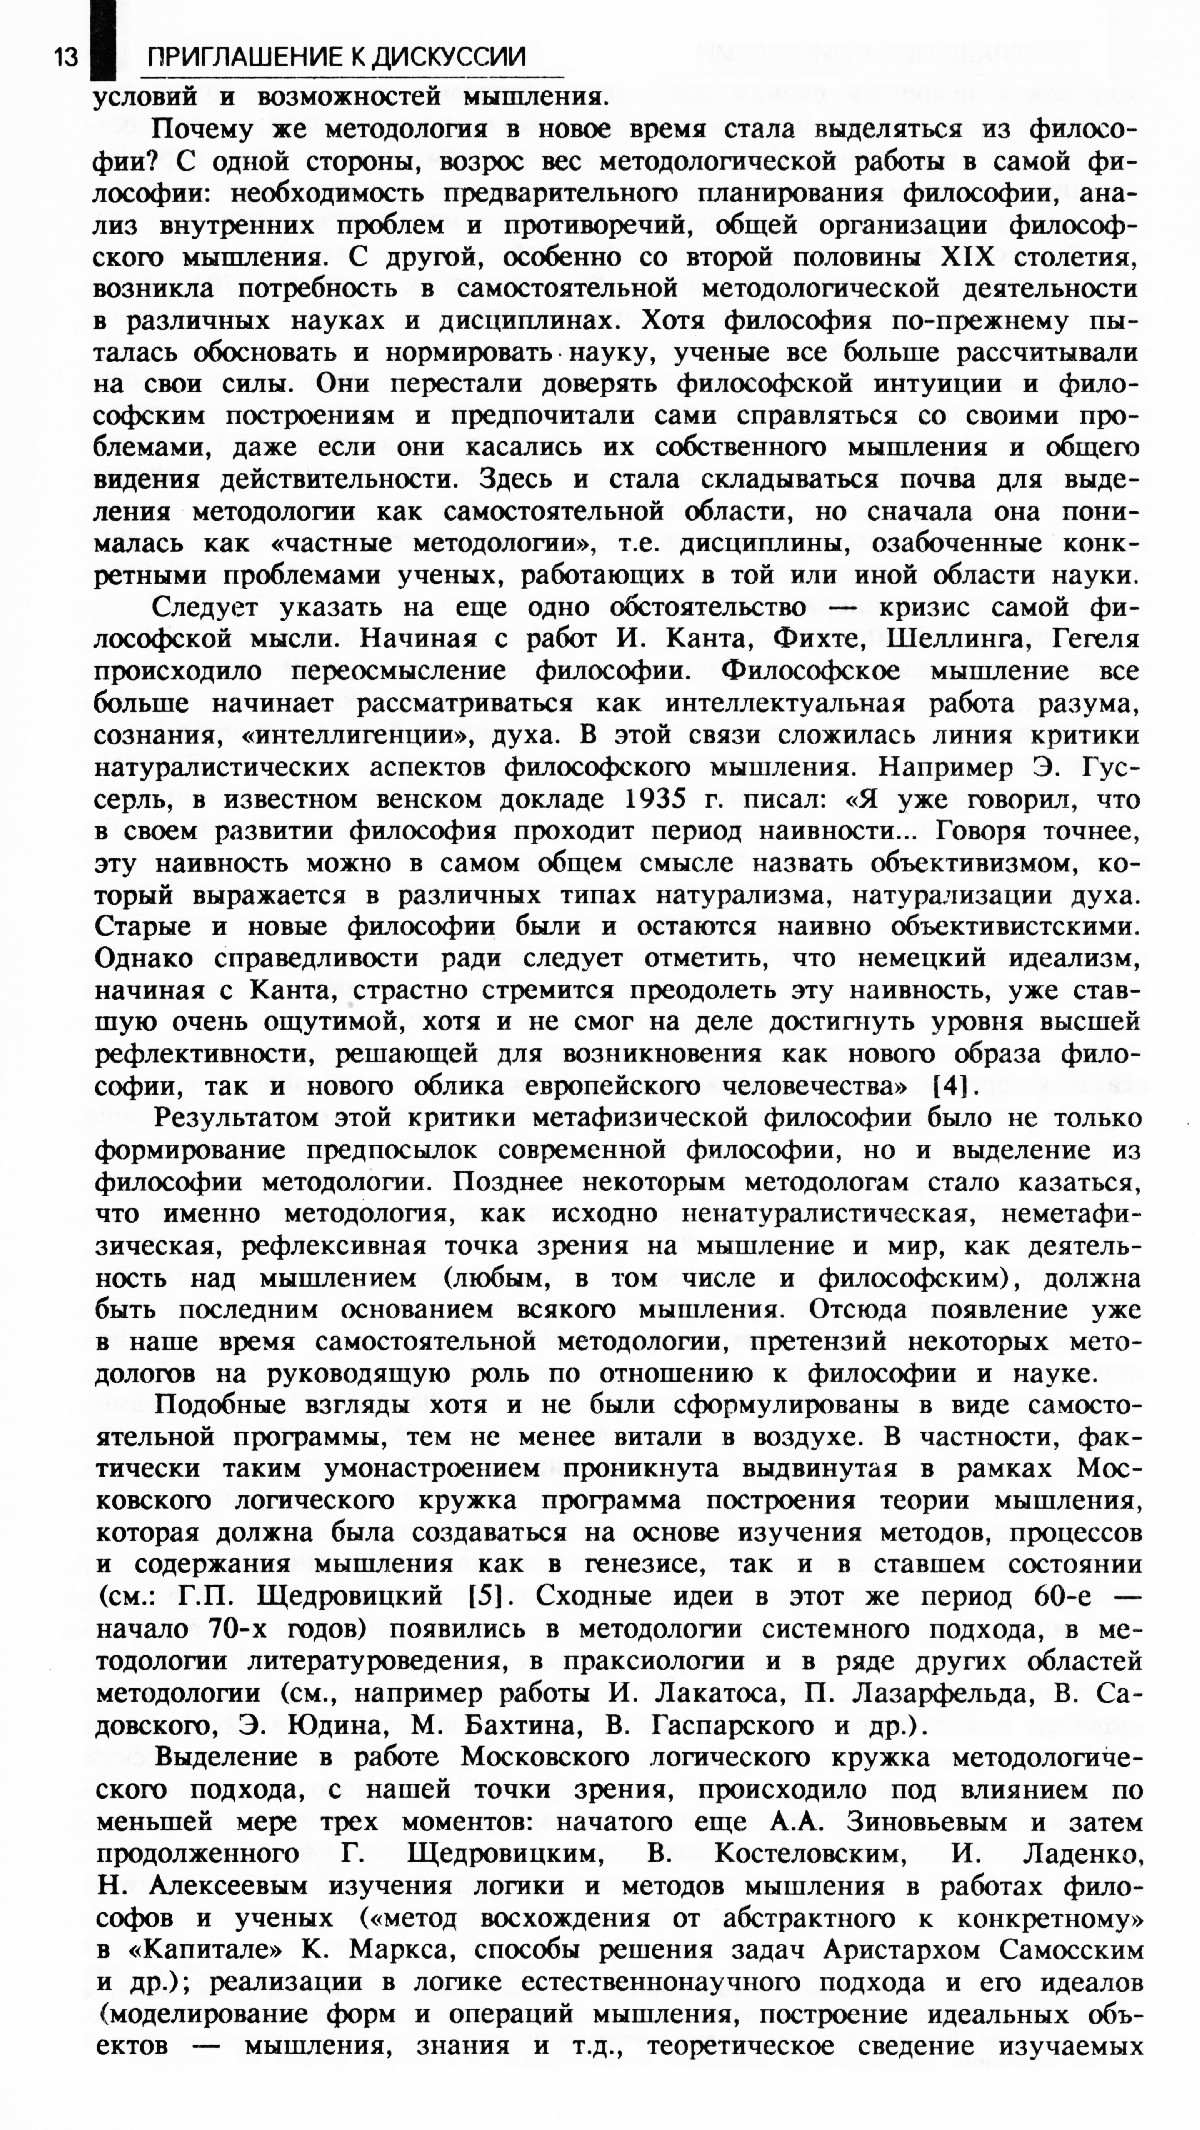 13 ПРИГЛАШЕНИЕ К ДИСКУССИИ
условий и возможностей мышления.
Почему же методология в новое время стала выделяться из филосо-
фии? С одной стороны, возрос вес методологической работы в самой фи-
лософии: необходимость предварительного планирования философии, ана-
лиз внутренних проблем и противоречий, общей организации философ-
ского мышления. С другой, особенно со второй половины XIX столетия,
возникла потребность в самостоятельной методологической деятельности
в различных науках и дисциплинах. Хотя философия по-прежнему пы-
талась обосновать и нормировать науку, ученые все больше рассчитывали
на свои силы. Они перестали доверять философской интуиции и фило-
софским построениям и предпочитали сами справляться со своими про-
блемами, даже если они касались их собственного мышления и общего
видения действительности. Здесь и стала складываться почва для выде-
ления методологии как самостоятельной области, но сначала она пони-
малась как «частные методологии», т.е. дисциплины, озабоченные конк-
ретными проблемами ученых, работающих в той или иной области науки.
Следует указать на еще одно обстоятельство — кризис самой фи-
лософской мысли. Начиная с работ И. Канта, Фихте, Шеллинга, Гегеля
происходило переосмысление философии. Философское мышление все
больше начинает рассматриваться как интеллектуальная работа разума,
сознания, «интеллигенции», духа. В этой связи сложилась линия критики
натуралистических аспектов философского мышления. Например Э. Гус-
серль, в известном венском докладе 1935 г. писал: «Я уже говорил, что
в своем развитии философия проходит период наивности... Говоря точнее,
эту наивность можно в самом общем смысле назвать объективизмом, ко-
торый выражается в различных типах натурализма, натурализации духа.
Старые и новые философии были и остаются наивно объективистскими.
Однако справедливости ради следует отметить, что немецкий идеализм,
начиная с Канта, страстно стремится преодолеть эту наивность, уже став-
шую очень ощутимой, хотя и не смог на деле достигнуть уровня высшей
рефлективности, решающей для возникновения как нового образа фило-
софии, так и нового облика европейского человечества» [4].
Результатом этой критики метафизической философии было не только
формирование предпосылок современной философии, но и выделение из
философии методологии. Позднее некоторым методологам стало казаться,
что именно методология, как исходно ненатуралистическая, неметафи-
зическая, рефлексивная точка зрения на мышление и мир, как деятель-
ность над мышлением (любым, в том числе и философским), должна
быть последним основанием всякого мышления. Отсюда появление уже
в наше время самостоятельной методологии, претензий некоторых мето-
дологов на руководящую роль по отношению к философии и науке.
Подобные взгляды хотя и не были сформулированы в виде самосто-
ятельной программы, тем не менее витали в воздухе. В частности, фак-
тически таким умонастроением проникнута выдвинутая в рамках Мос-
ковского логического кружка программа построения теории мышления,
которая должна была создаваться на основе изучения методов, процессов
и содержания мышления как в генезисе, так и в ставшем состоянии
(см.: Г.П. Щедровицкий [5]. Сходные идеи в этот же период 60-е —
начало 70-х годов) появились в методологии системного подхода, в ме-
тодологии литературоведения, в праксиологии и в ряде других областей
методологии (см., например работы И. Лакатоса, П. Лазарфельда, В. Са-
довского, Э. Юдина, М. Бахтина, В. Гаспарского и др.).
Выделение в работе Московского логического кружка методологиче-
ского подхода, с нашей точки зрения, происходило под влиянием по
меньшей мере трех моментов: начатого еще А.А. Зиновьевым и затем
продолженного Г. Щедровицким, В. Костеловским, И. Ладенко,
Н. Алексеевым изучения логики и методов мышления в работах фило-
софов и ученых («метод восхождения от абстрактного к конкретному»
в «Капитале» К. Маркса, способы решения задач Аристархом Самосским
и др.); реализации в логике естественнонаучного подхода и его идеалов
(моделирование форм и операций мышления, построение идеальных объ-
ектов — мышления, знания и т.д., теоретическое сведение изучаемых